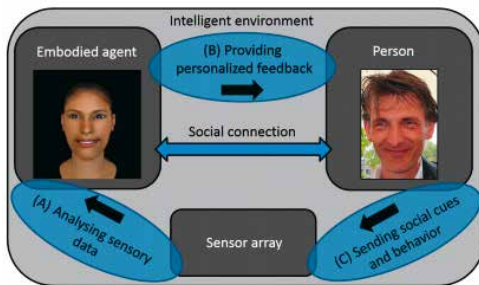 Intelligent environment
Embodied agent
(B) Providing
personalized feedback
Person
Social connection
(A) Analysing sensory
data
Sensor array
(C) Sending social cues
and behavior